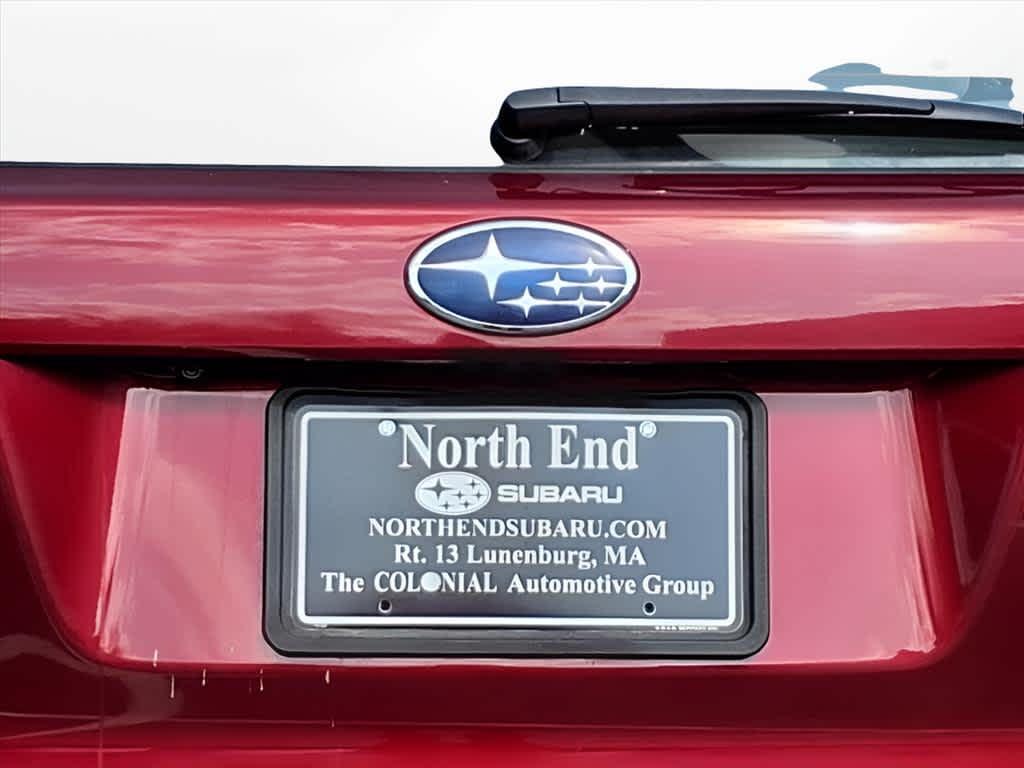 North End
SUBARU
NORTHENDSUBARU.COM
Rt. 13 Lunenburg, MA
The COLONIAL Automotive Group